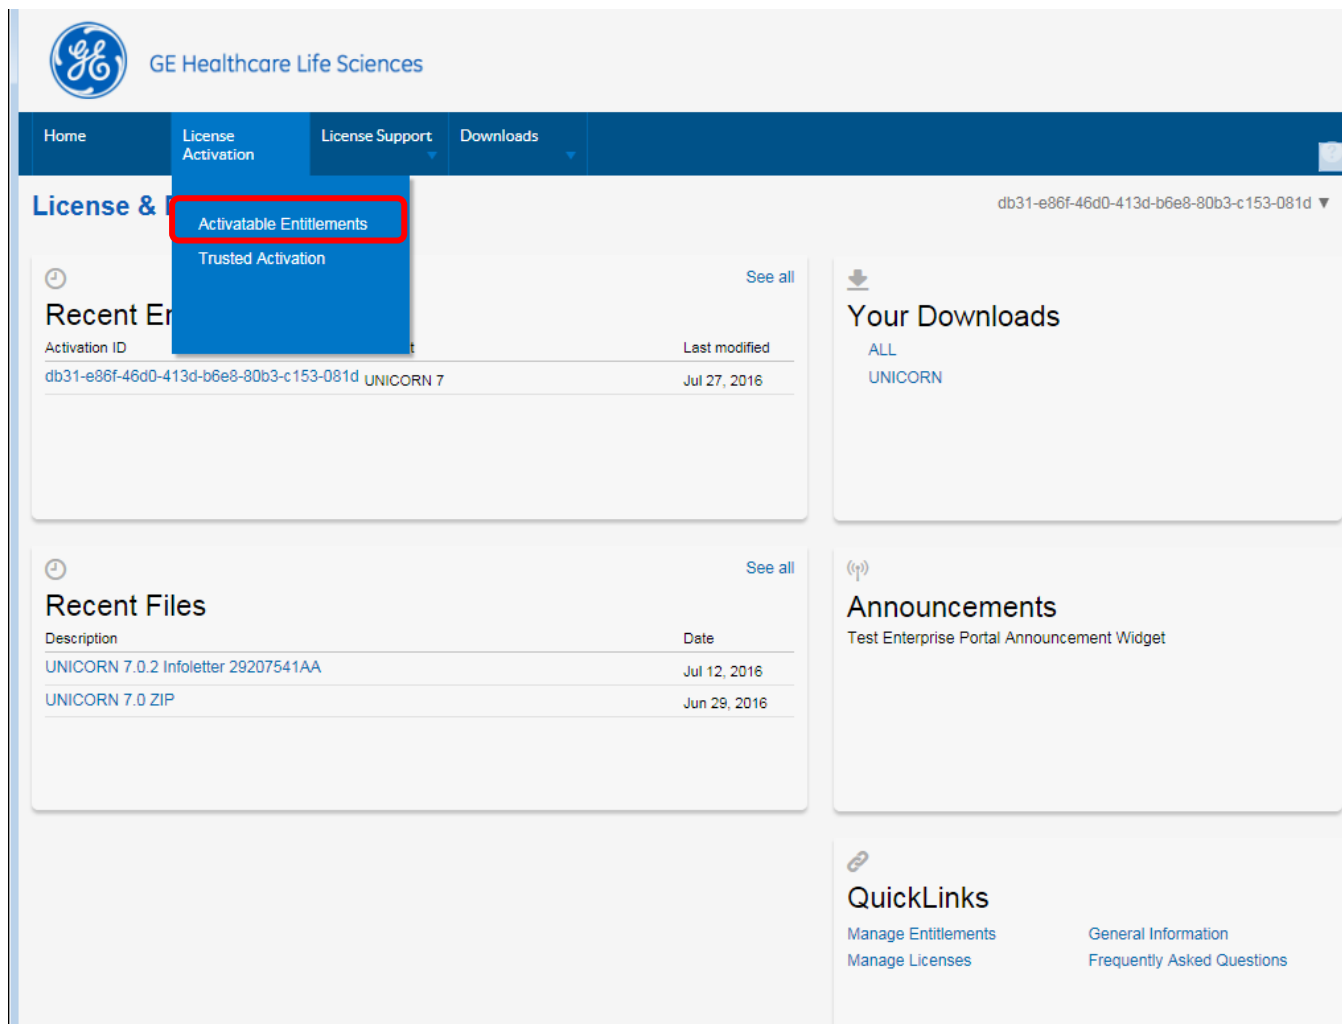 GE Healthcare Life Sciences
Home
License Activation
License Support
Downloads
License &
db31-e86f-46d0-413d-b6e8-80b3-c153-081d ▼
Activatable Entitlements
Trusted Activation
See all
Recent
Activation ID
Last modified
db31-e86f-46d0-413d-b6e8-80b3-c153-081d UNICORN 7 Jul 27, 2016
Your Downloads
ALL
UNICORN
See all
Recent Files
Description Date
UNICORN 7.0.2 Infoletter 29207541AA Jul 12, 2016
UNICORN 7.0 ZIP Jun 29, 2016
Announcements
Test Enterprise Portal Announcement Widget
QuickLinks
Manage Entitlements General Information
Manage Licenses Frequently Asked Questions